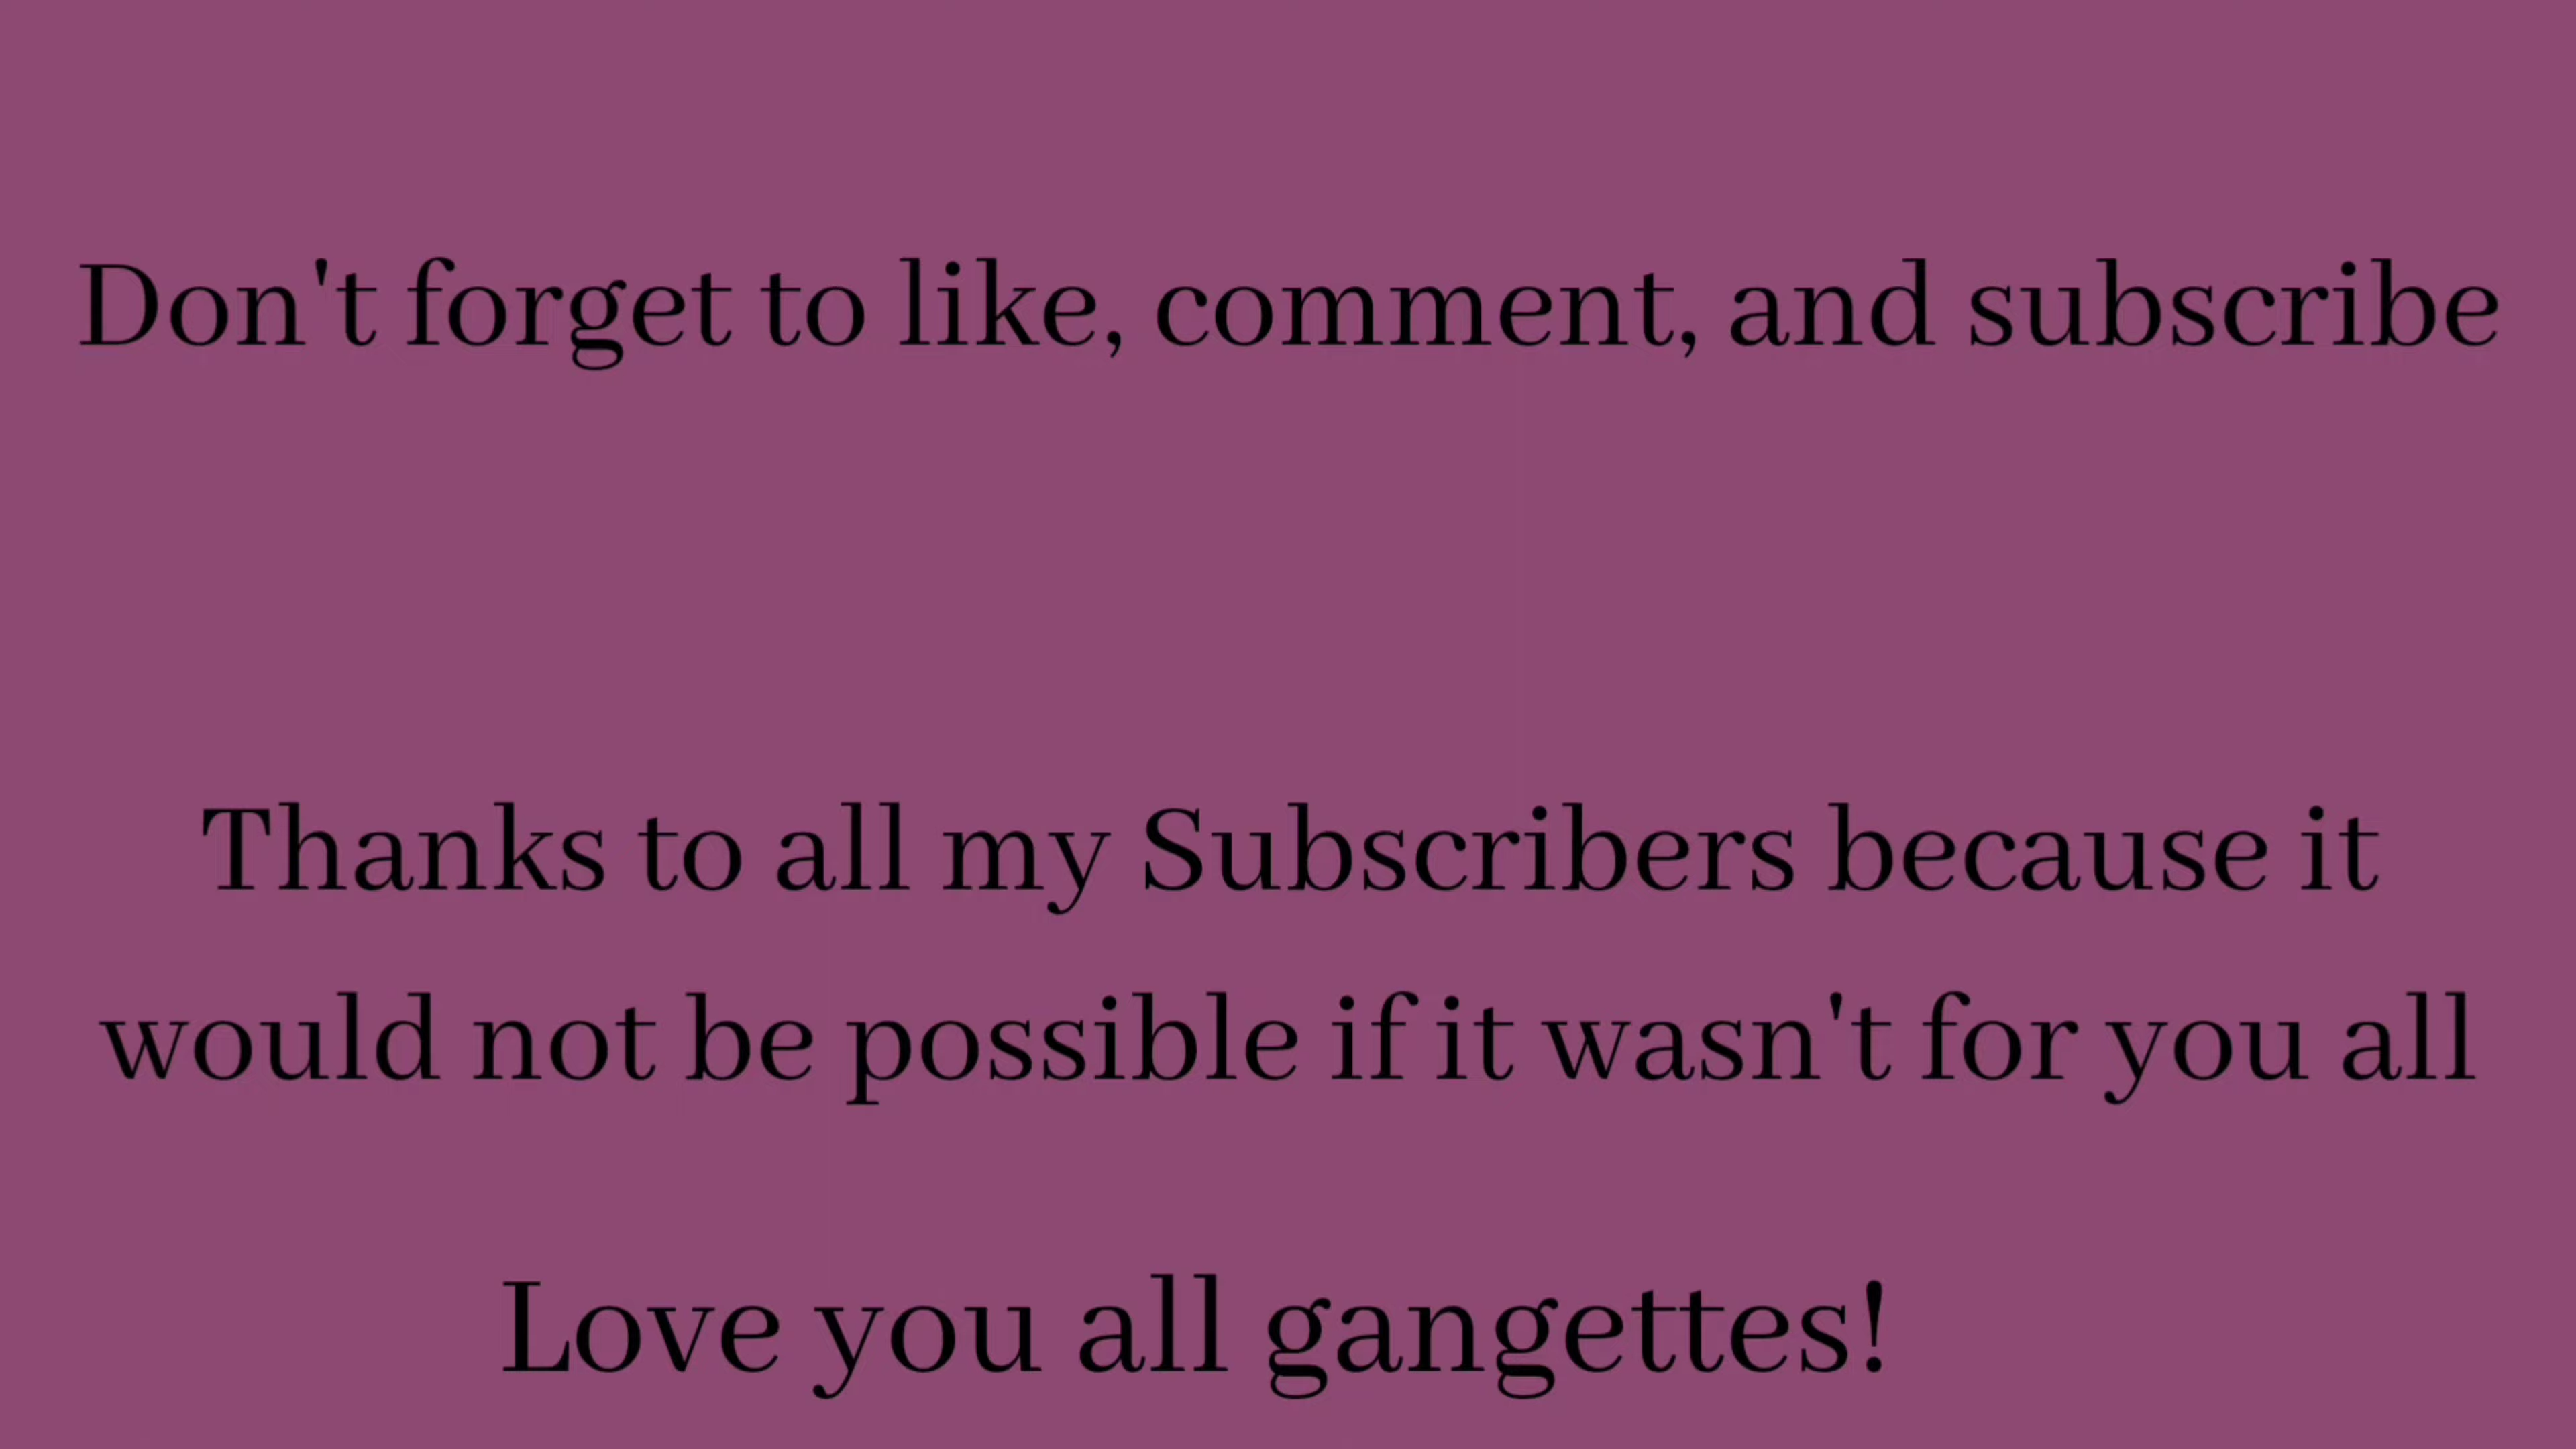 Don't forget to like, comment, and subscribe
Thanks to all my Subscribers because it
would not be possible if it wasn't for you all
Love you all gangettes!